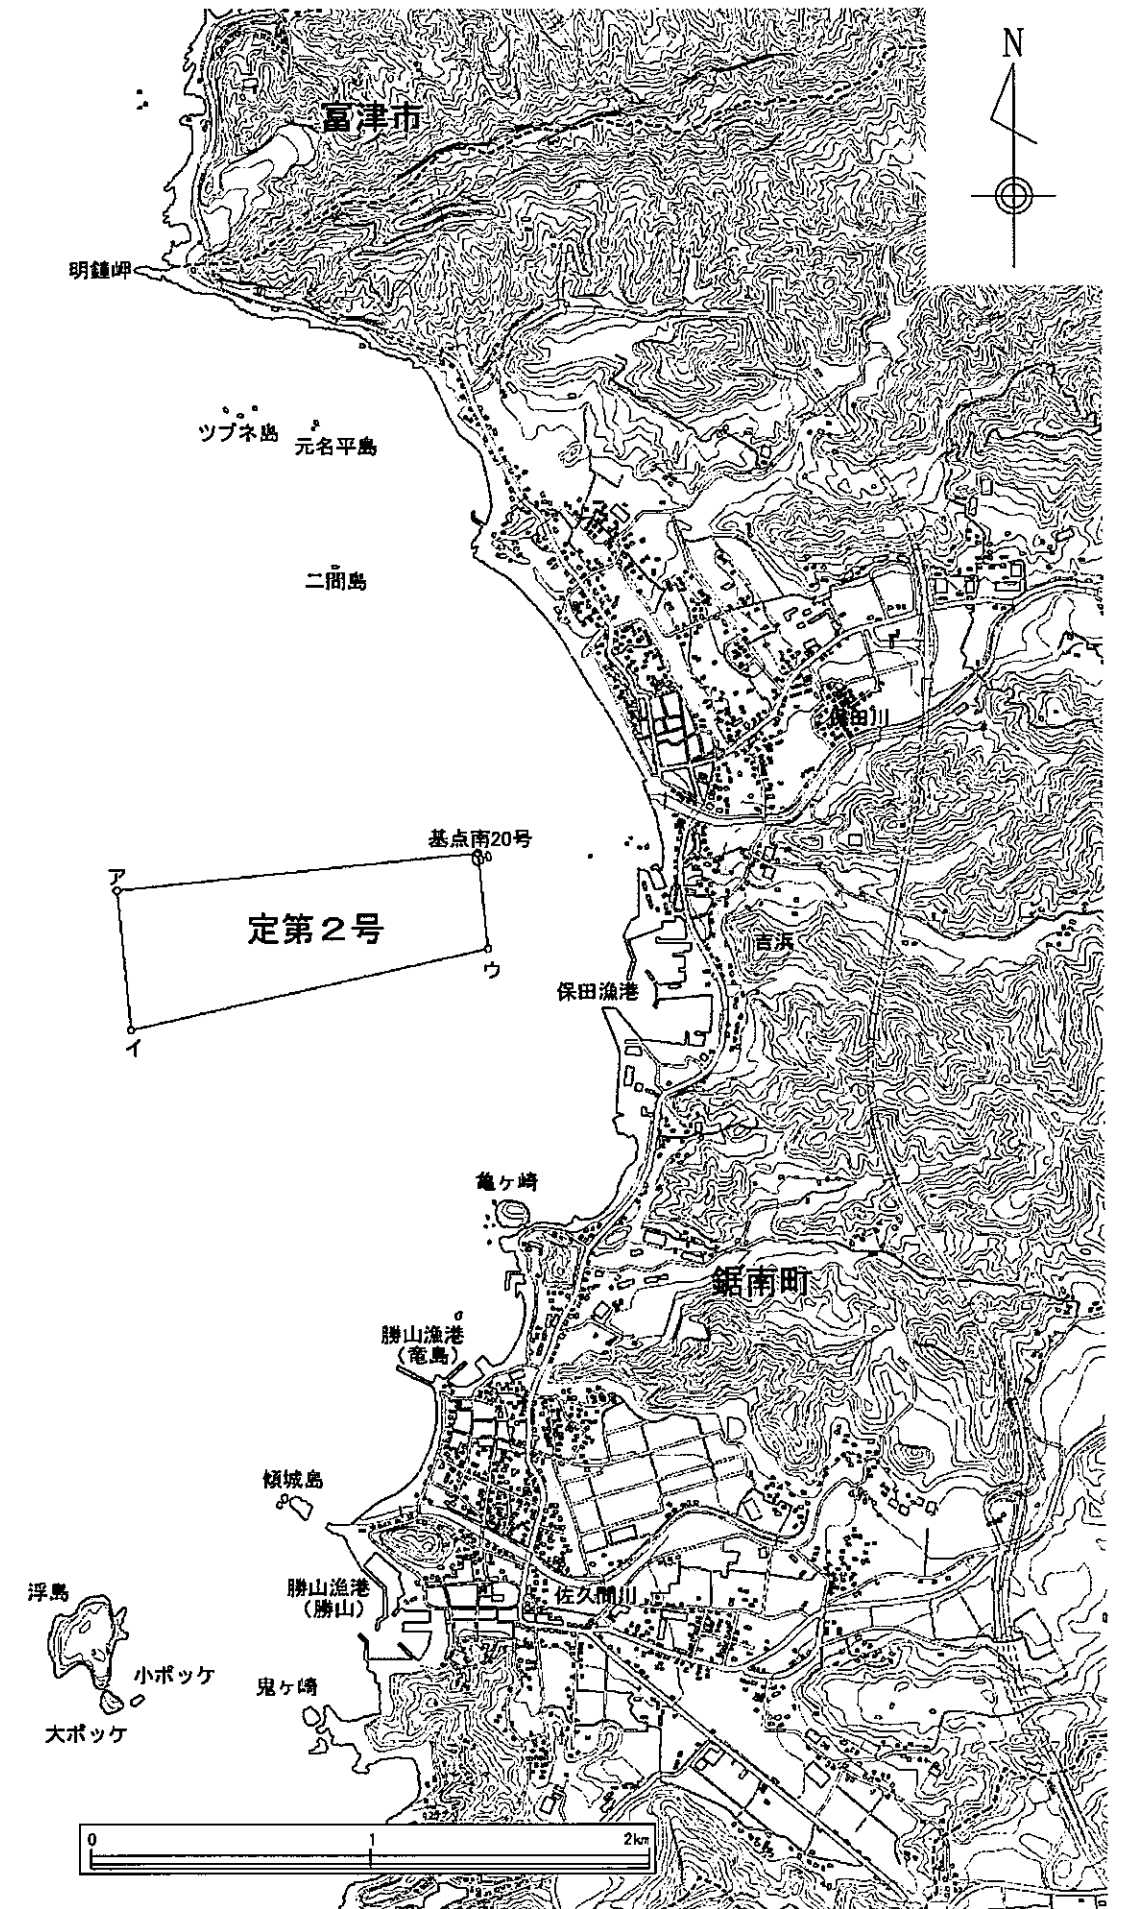 N
富津市
明鐘岬
ツブネ島
元名平島
二間島
保田川
基点南20号
ア
定第2号
ウ
吉浜
保田漁港
イ
亀ヶ崎
鋸南町
勝山漁港
(竜島)
傾城島
浮島
勝山漁港
(勝山)
佐久間川
小ボッケ
鬼ヶ崎
大ボッケ
0 1 2km